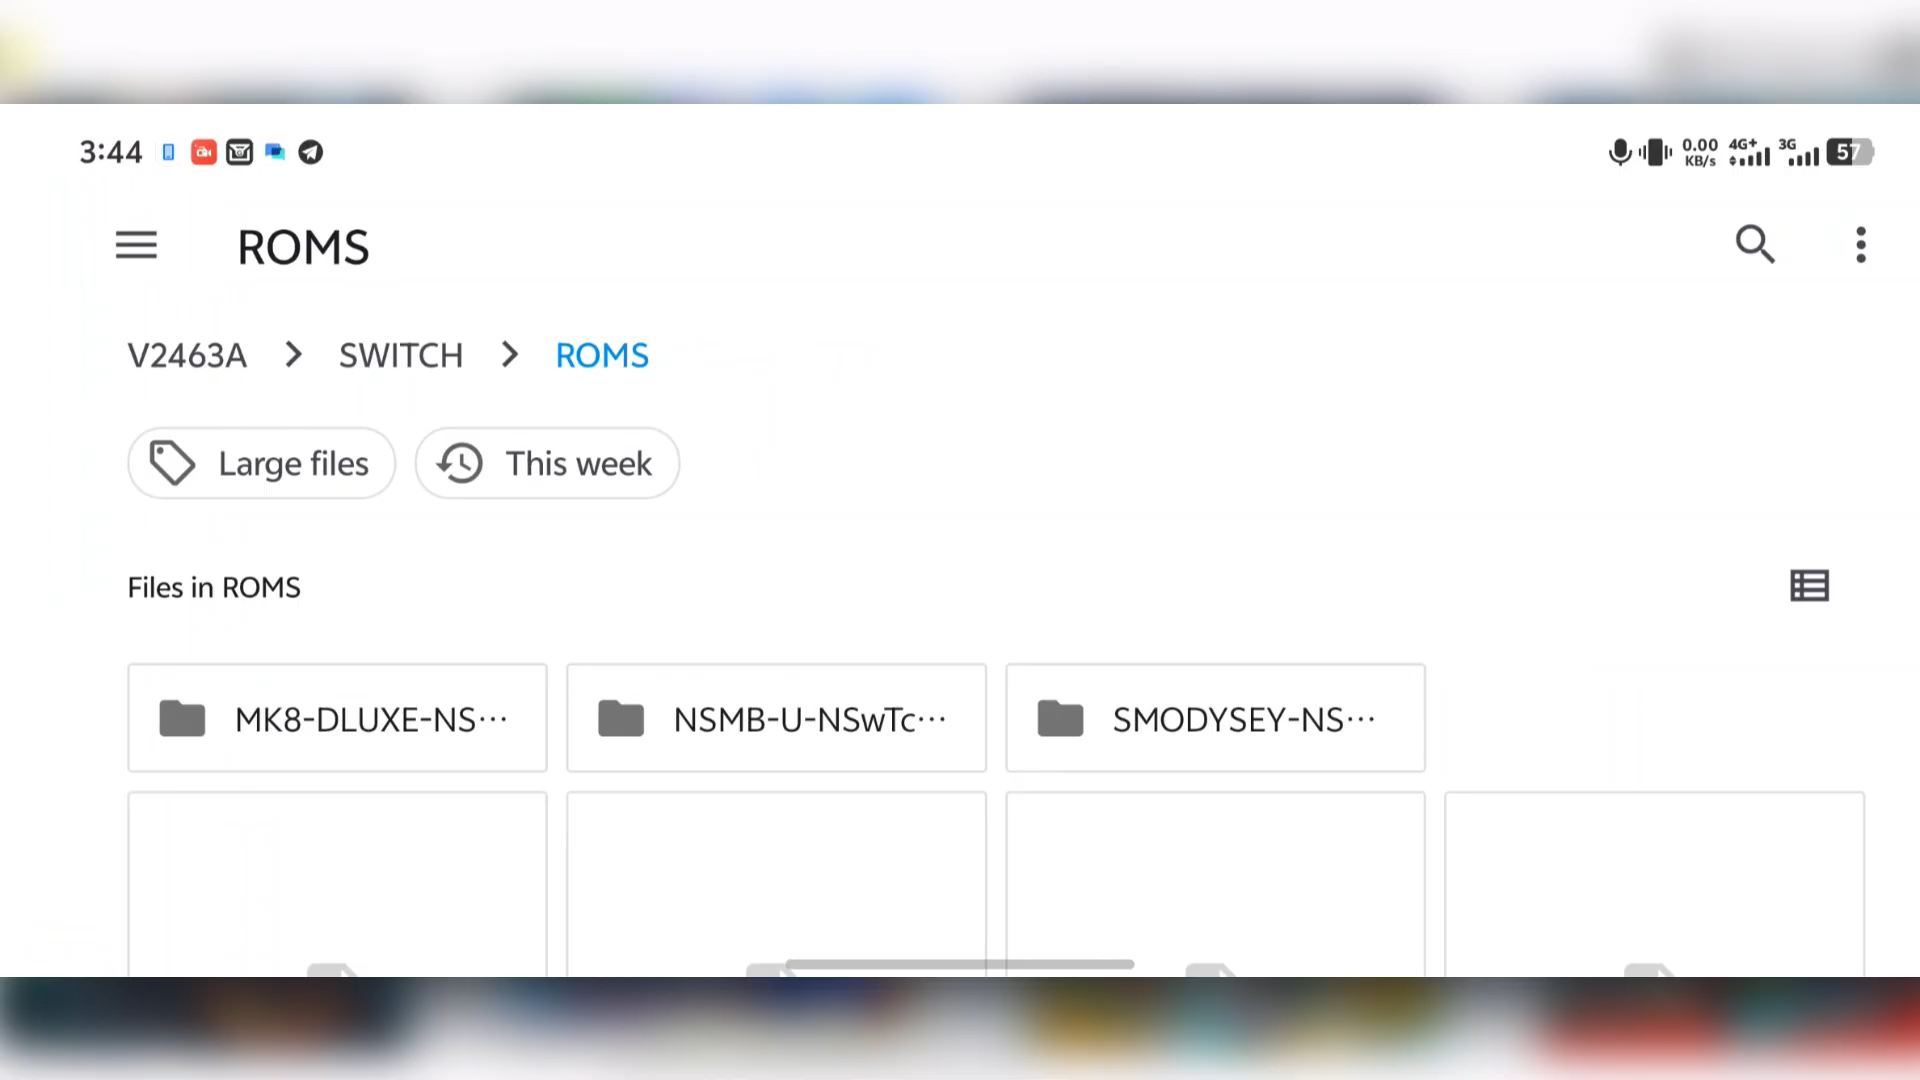 3:44 0.00 KB/s 4G+ 3G 57
ROMS
V2463A SWITCH ROMS
Large files This week
Files in ROMS
MK8-DLUXE-NS··· NSMB-U-NSwTc··· SMODYSEY-NS···